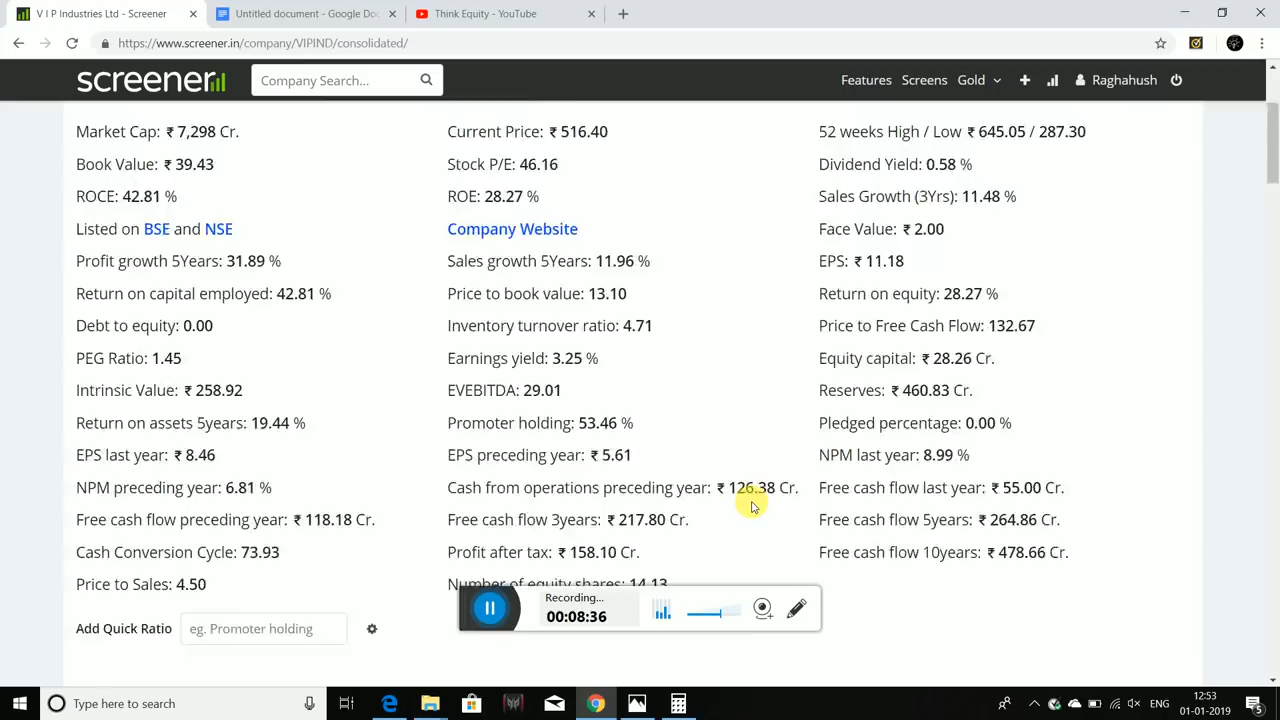 V I P Industries Ltd - Screener
Untitled document - Google Doc
Think Equity - YouTube
https://www.screener.in/company/VIPIND/consolidated/
screener
Company Search...
Features Screens Gold Raghahush
Market Cap: ₹ 7,298 Cr. Current Price: ₹ 516.40 52 weeks High / Low ₹ 645.05 / 287.30
Book Value: ₹ 39.43 Stock P/E: 46.16 Dividend Yield: 0.58 %
ROCE: 42.81 % ROE: 28.27 % Sales Growth (3Yrs): 11.48 %
Listed on BSE and NSE Company Website Face Value: ₹ 2.00
Profit growth 5Years: 31.89 % Sales growth 5Years: 11.96 % EPS: ₹ 11.18
Return on capital employed: 42.81 % Price to book value: 13.10 Return on equity: 28.27 %
Debt to equity: 0.00 Inventory turnover ratio: 4.71 Price to Free Cash Flow: 132.67
PEG Ratio: 1.45 Earnings yield: 3.25 % Equity capital: ₹ 28.26 Cr.
Intrinsic Value: ₹ 258.92 EVEBITDA: 29.01 Reserves: ₹ 460.83 Cr.
Return on assets 5years: 19.44 % Promoter holding: 53.46 % Pledged percentage: 0.00 %
EPS last year: ₹ 8.46 EPS preceding year: ₹ 5.61 NPM last year: 8.99 %
NPM preceding year: 6.81 % Cash from operations preceding year: ₹ 126.38 Cr. Free cash flow last year: ₹ 55.00 Cr.
Free cash flow preceding year: ₹ 118.18 Cr. Free cash flow 3years: ₹ 217.80 Cr. Free cash flow 5years: ₹ 264.86 Cr.
Cash Conversion Cycle: 73.93 Profit after tax: ₹ 158.10 Cr. Free cash flow 10years: ₹ 478.66 Cr.
Price to Sales: 4.50 Number of equity shares: 14.13
Recording...
00:08:36
Add Quick Ratio eg. Promoter holding
Type here to search
ENG
12:53
01-01-2019
5